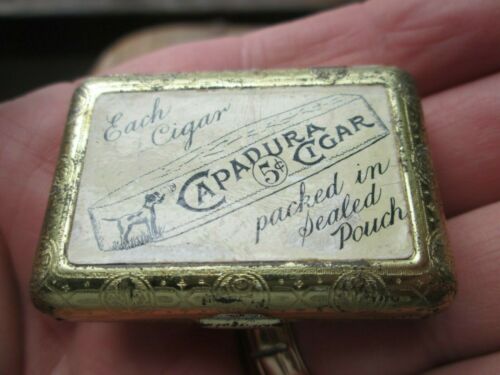 Each
Cigar
CAPADURA
5¢ CIGAR
packed in
sealed
Pouch